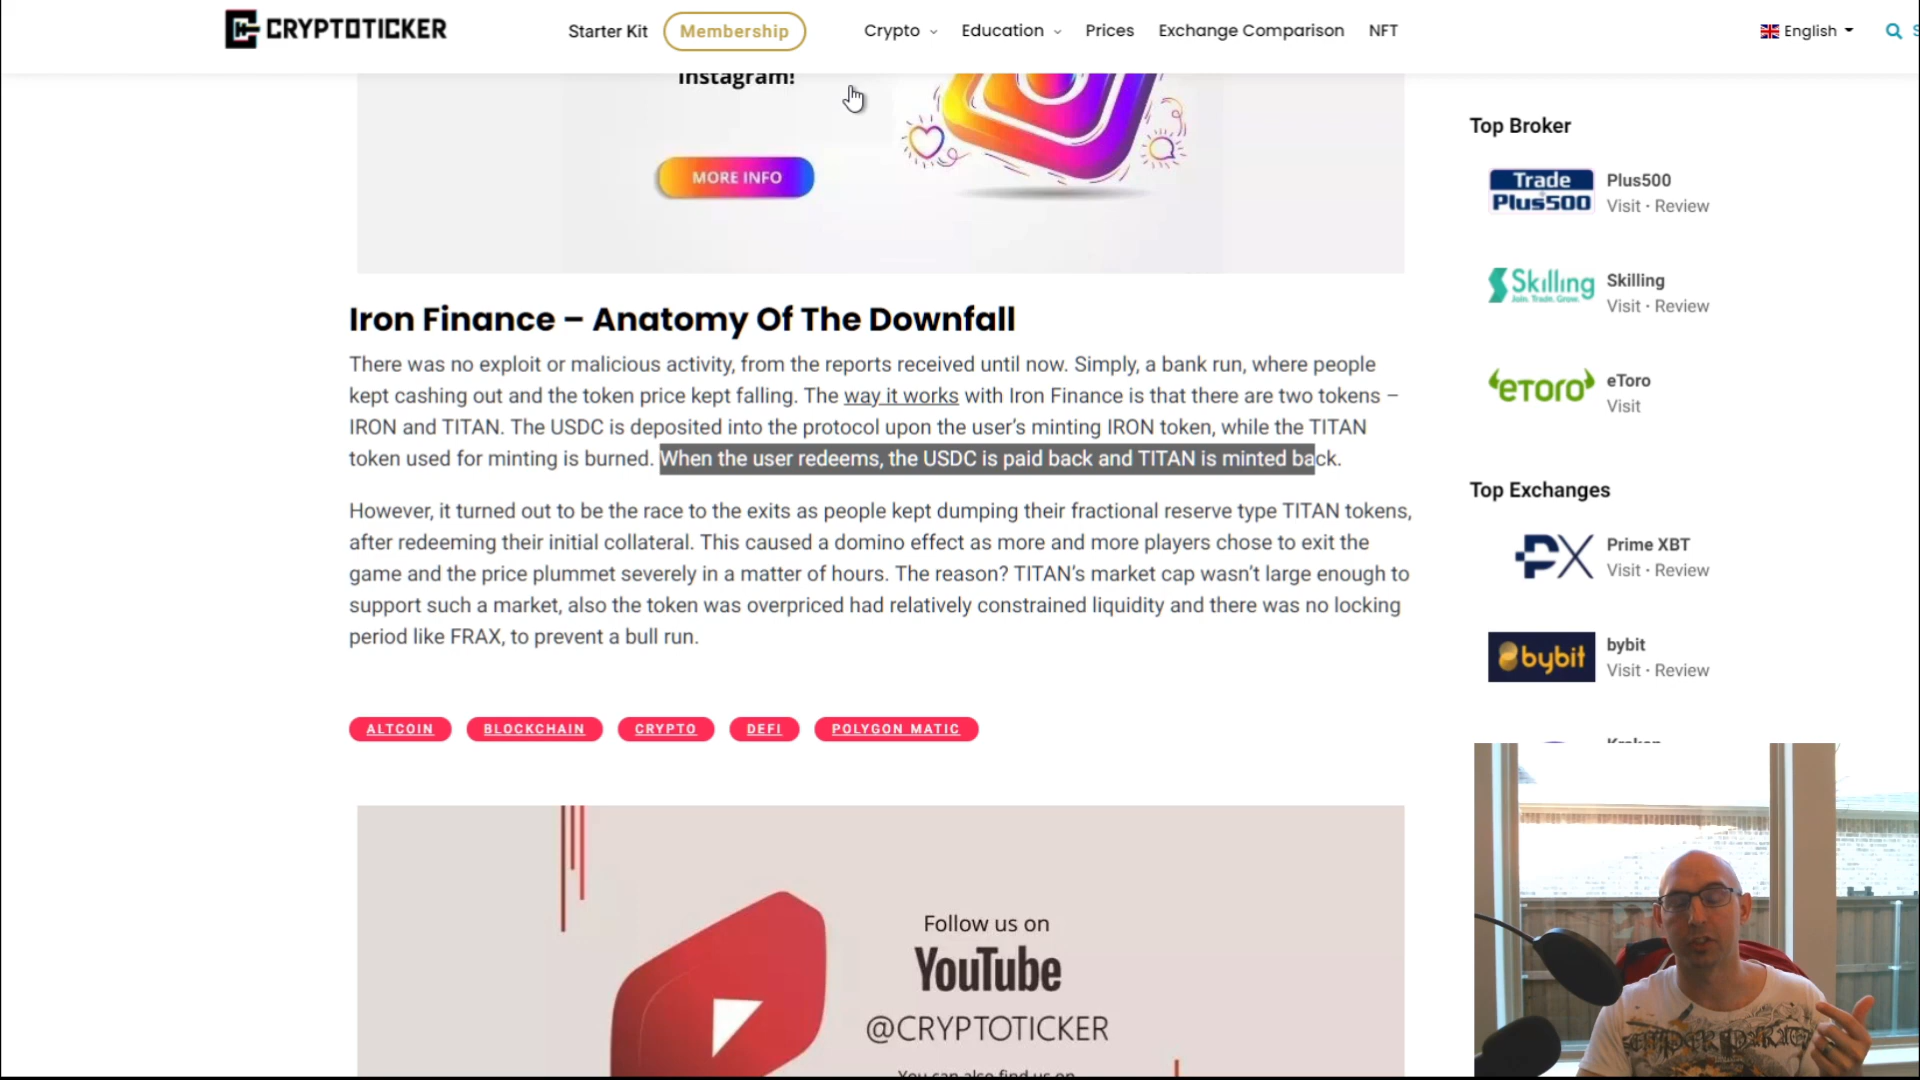 CRYPTOTICKER
Starter Kit
Membership
Crypto
Education
Prices
Exchange Comparison
NFT
English
Instagram!
MORE INFO
Iron Finance – Anatomy Of The Downfall
There was no exploit or malicious activity, from the reports received until now. Simply, a bank run, where people
kept cashing out and the token price kept falling. The way it works with Iron Finance is that there are two tokens –
IRON and TITAN. The USDC is deposited into the protocol upon the user's minting IRON token, while the TITAN
token used for minting is burned. When the user redeems, the USDC is paid back and TITAN is minted back.
However, it turned out to be the race to the exits as people kept dumping their fractional reserve type TITAN tokens,
after redeeming their initial collateral. This caused a domino effect as more and more players chose to exit the
game and the price plummet severely in a matter of hours. The reason? TITAN's market cap wasn't large enough to
support such a market, also the token was overpriced had relatively constrained liquidity and there was no locking
period like FRAX, to prevent a bull run.
ALTCOIN
BLOCKCHAIN
CRYPTO
DEFI
POLYGON MATIC
Follow us on
YouTube
@CRYPTOTICKER
You can also find us on
Top Broker
Trade
Plus500
Plus500
Visit · Review
Skilling
Join. Trade. Grow.
Skilling
Visit · Review
eToro
eToro
Visit
Top Exchanges
PX
Prime XBT
Visit · Review
bybit
bybit
Visit · Review
Kraken